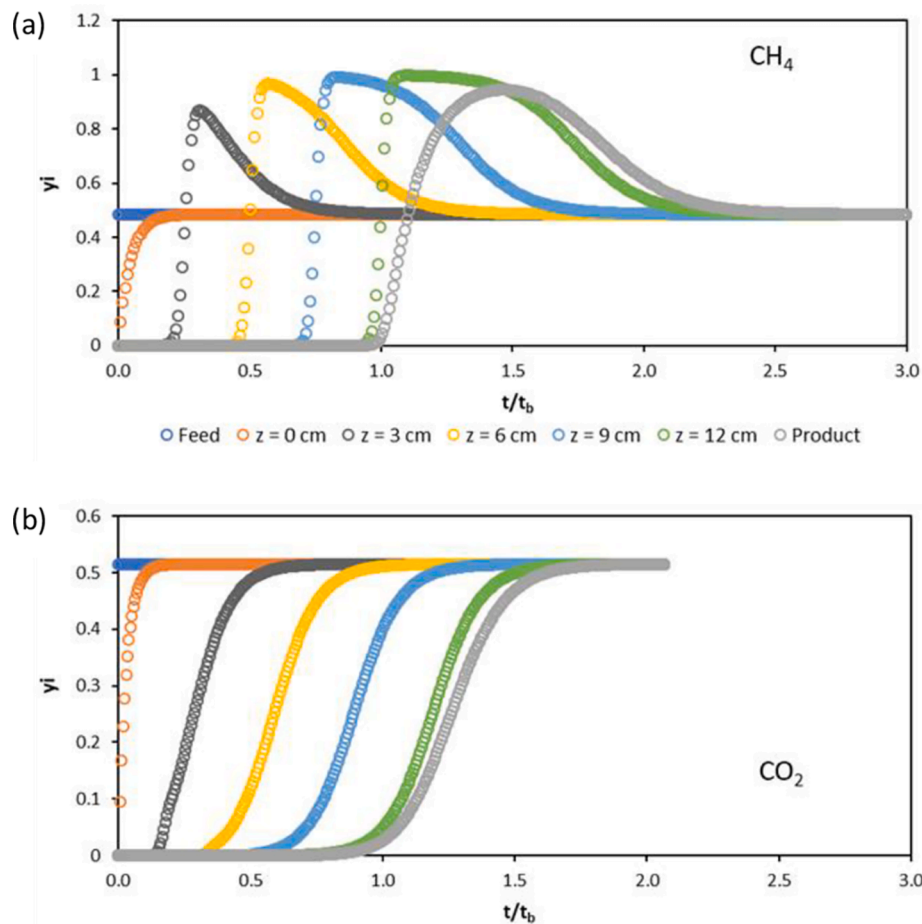 (a)
CH4
1.2
1
0.8
0.6
0.4
0.2
0
yi
0.0 0.5 1.0 1.5 2.0 2.5 3.0
t/tb
Feed z = 0 cm z = 3 cm z = 6 cm z = 9 cm z = 12 cm Product
(b)
0.6
0.5
0.4
0.3
0.2
0.1
0
yi
CO2
0.0 0.5 1.0 1.5 2.0 2.5 3.0
t/tb